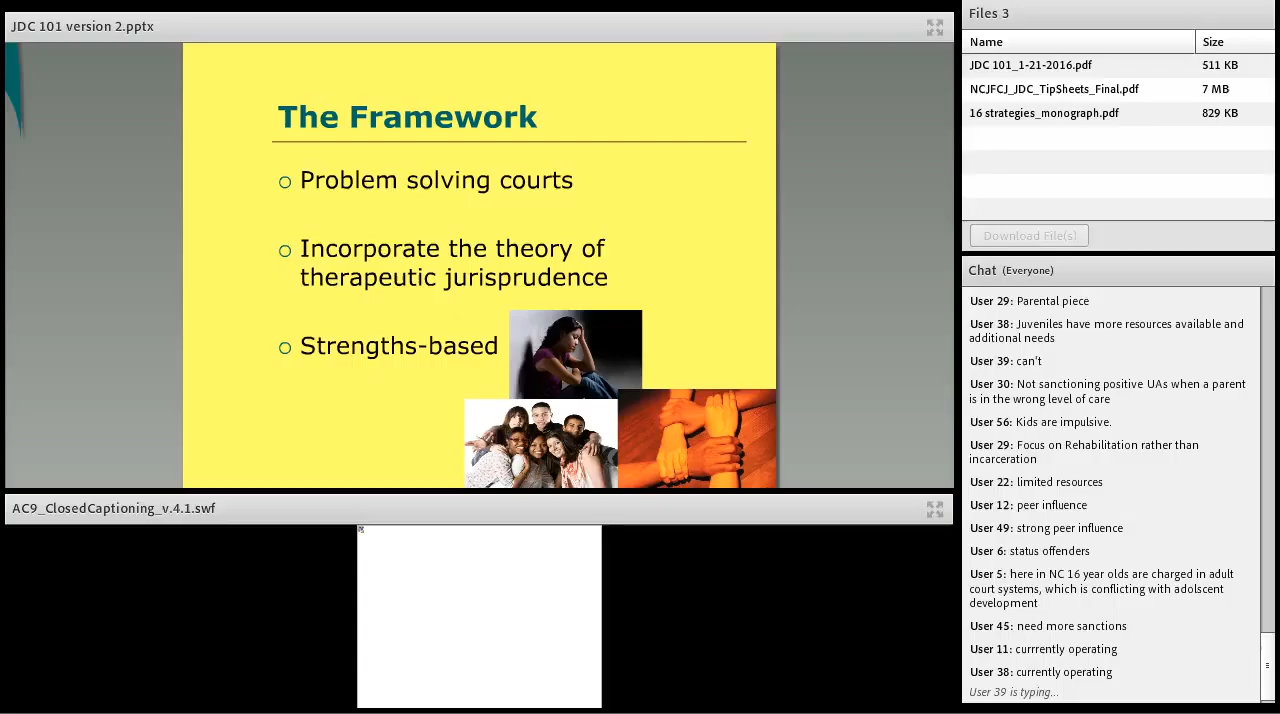 JDC 101 version 2.pptx
The Framework
Problem solving courts
Incorporate the theory of
therapeutic jurisprudence
Strengths-based
AC9_ClosedCaptioning_v.4.1.swf
Files 3
Name Size
JDC 101_1-21-2016.pdf 511 KB
NCJFCJ_JDC_TipSheets_Final.pdf 7 MB
16 strategies_monograph.pdf 829 KB
Download File(s)
Chat (Everyone)
User 29: Parental piece
User 38: Juveniles have more resources available and
additional needs
User 39: can't
User 30: Not sanctioning positive UAs when a parent
is in the wrong level of care
User 56: Kids are impulsive.
User 29: Focus on Rehabilitation rather than
incarceration
User 22: limited resources
User 12: peer influence
User 49: strong peer influence
User 6: status offenders
User 5: here in NC 16 year olds are charged in adult
court systems, which is conflicting with adolscent
development
User 45: need more sanctions
User 11: currrently operating
User 38: currently operating
User 39 is typing...